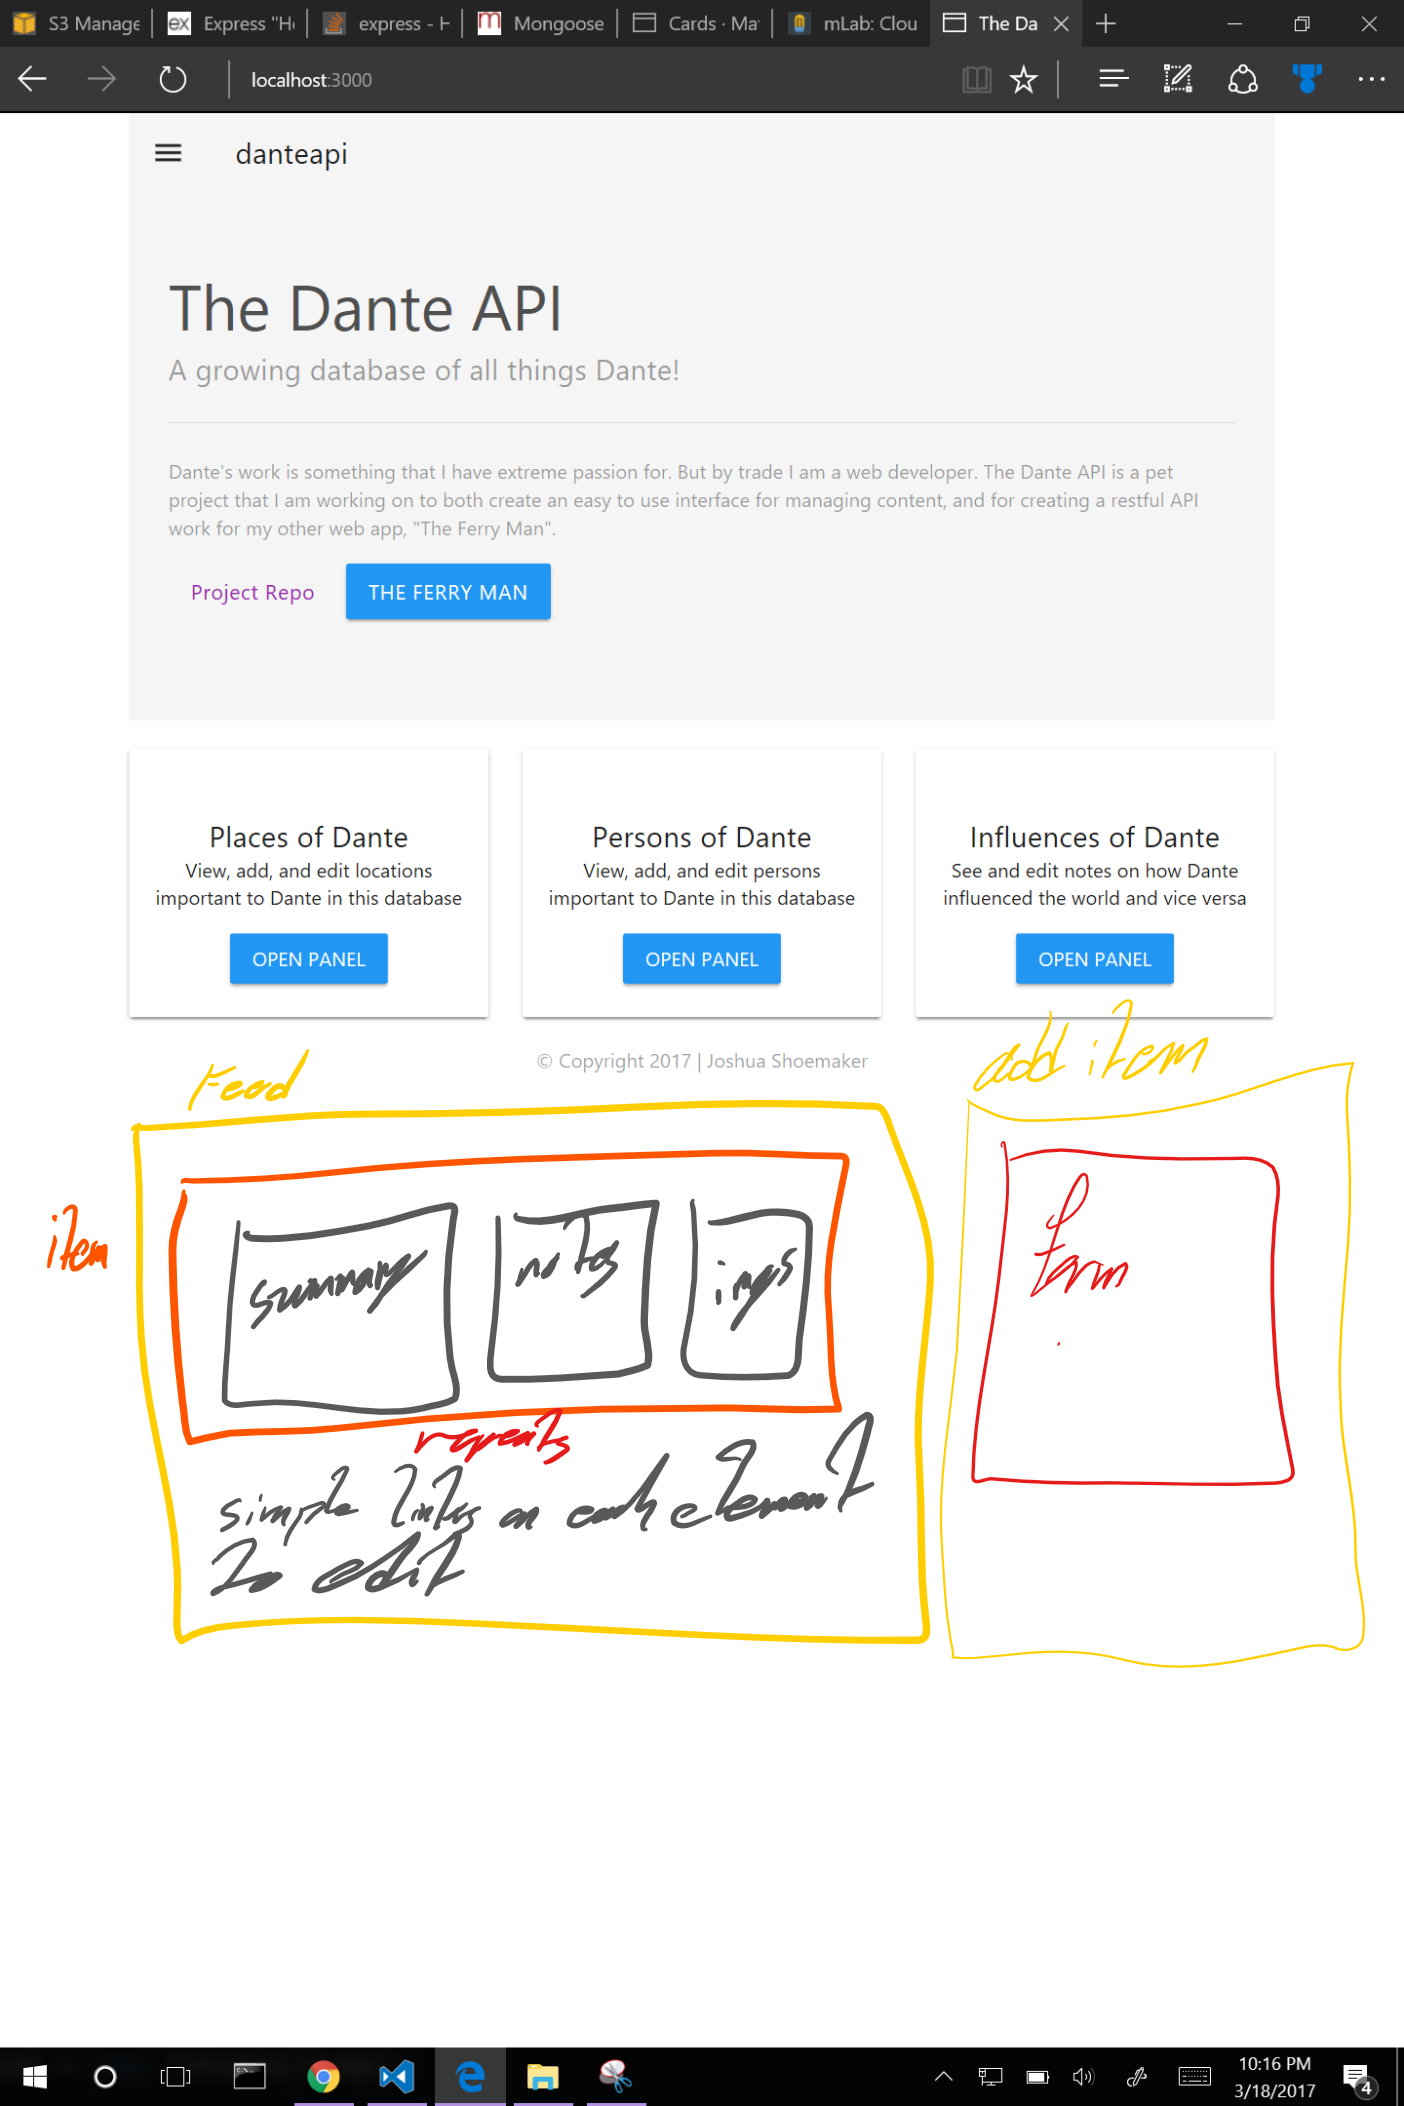 S3 Manage
Express "He
express - H
Mongoose
Cards · Ma
mLab: Clou
The Da
localhost:3000
danteapi
The Dante API
A growing database of all things Dante!
Dante's work is something that I have extreme passion for. But by trade I am a web developer. The Dante API is a pet
project that I am working on to both create an easy to use interface for managing content, and for creating a restful API
work for my other web app, "The Ferry Man".
Project Repo
THE FERRY MAN
Places of Dante
View, add, and edit locations
important to Dante in this database
OPEN PANEL
Persons of Dante
View, add, and edit persons
important to Dante in this database
OPEN PANEL
Influences of Dante
See and edit notes on how Dante
influenced the world and vice versa
OPEN PANEL
© Copyright 2017 | Joshua Shoemaker
Feed
add item
item
summary
notes
imgs
form
repeats
simple links on each element
to edit
10:16 PM
3/18/2017
4